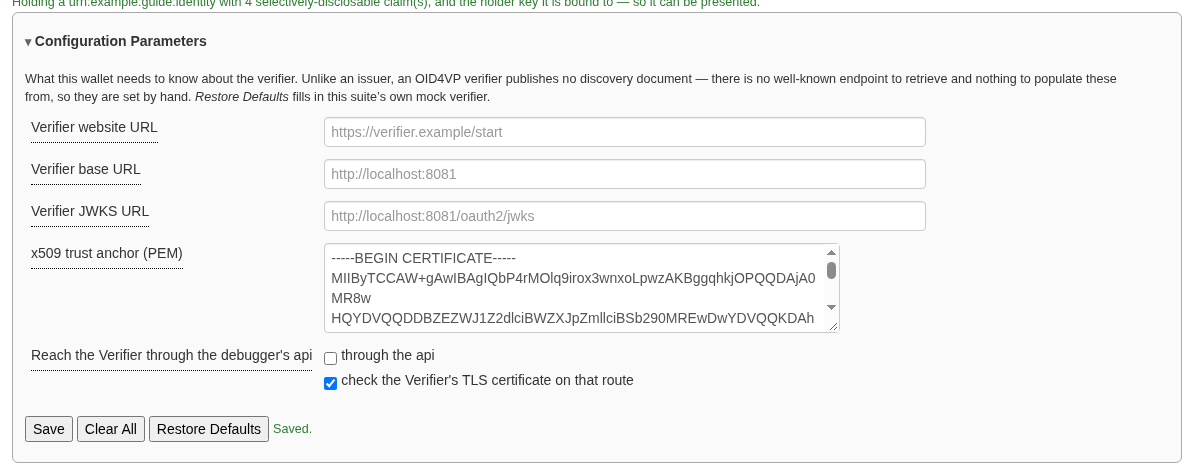 Holding a urn:example:guide:identity with 4 selectively-disclosable claim(s), and the holder key it is bound to — so it can be presented.
▾ Configuration Parameters
What this wallet needs to know about the verifier. Unlike an issuer, an OID4VP verifier publishes no discovery document — there is no well-known endpoint to retrieve and nothing to populate these
from, so they are set by hand. Restore Defaults fills in this suite's own mock verifier.
Verifier website URL
https://verifier.example/start
Verifier base URL
http://localhost:8081
Verifier JWKS URL
http://localhost:8081/oauth2/jwks
x509 trust anchor (PEM)
-----BEGIN CERTIFICATE-----
MIIByTCCAW+gAwIBAgIQbP4rMOlq9irox3wnxoLpwzAKBggqhkjOPQQDAjA0
MR8w
HQYDVQQDDBZEZWJ1Z2dlciBWZXJpZmllciBSb290MREwDwYDVQQKDAh
Reach the Verifier through the debugger's api
through the api
check the Verifier's TLS certificate on that route
Save Clear All Restore Defaults Saved.